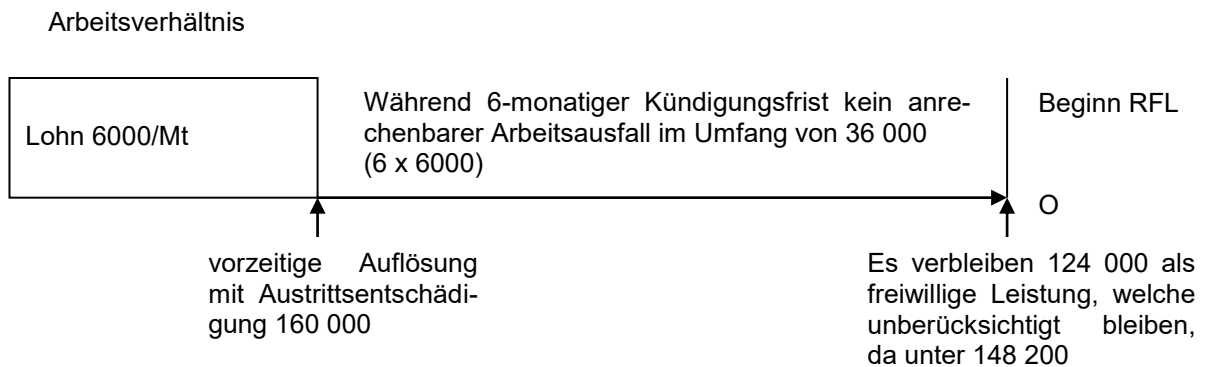 Arbeitsverhältnis
Lohn 6000/Mt
Während 6-monatiger Kündigungsfrist kein anre-
chenbarer Arbeitsausfall im Umfang von 36 000
(6 x 6000)
Beginn RFL
O
vorzeitige Auflösung
mit Austrittsentschädi-
gung 160 000
Es verbleiben 124 000 als
freiwillige Leistung, welche
unberücksichtigt bleiben,
da unter 148 200